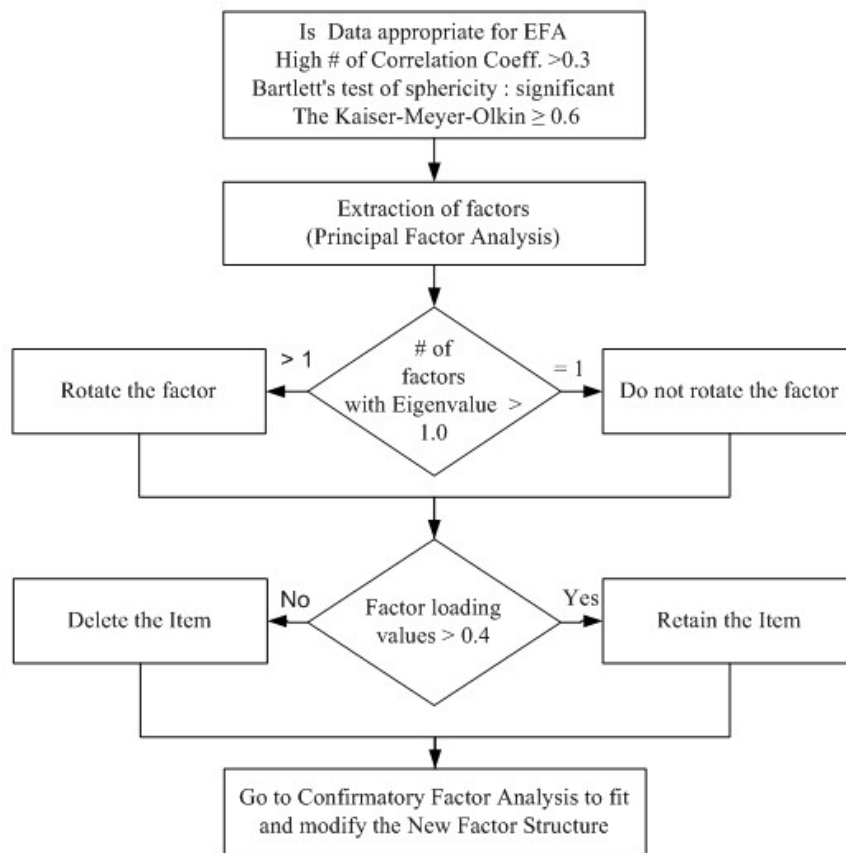 Is Data appropriate for EFA
High # of Correlation Coeff. >0.3
Bartlett's test of sphericity : significant
The Kaiser-Meyer-Olkin ≥ 0.6
Extraction of factors
(Principal Factor Analysis)
# of
factors
with Eigenvalue >
1.0
> 1
= 1
Rotate the factor
Do not rotate the factor
Factor loading
values > 0.4
No
Yes
Delete the Item
Retain the Item
Go to Confirmatory Factor Analysis to fit
and modify the New Factor Structure